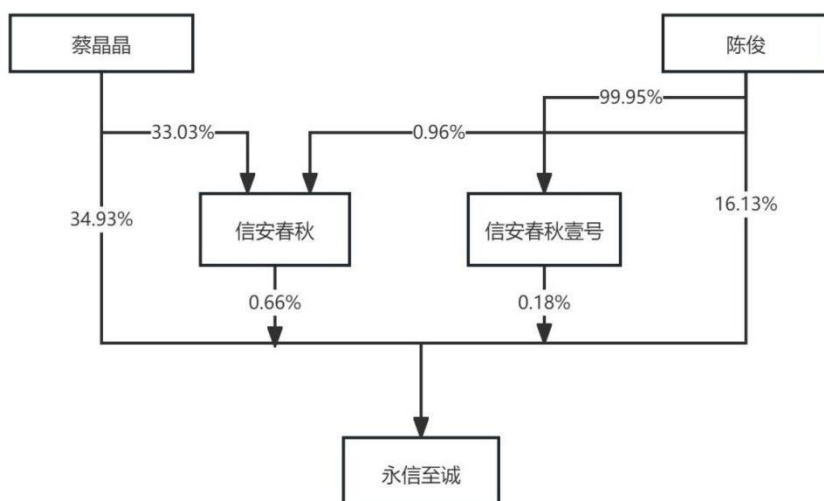 蔡晶晶
陈俊
99.95%
33.03%
0.96%
34.93%
信安春秋
信安春秋壹号
16.13%
0.66%
0.18%
永信至诚